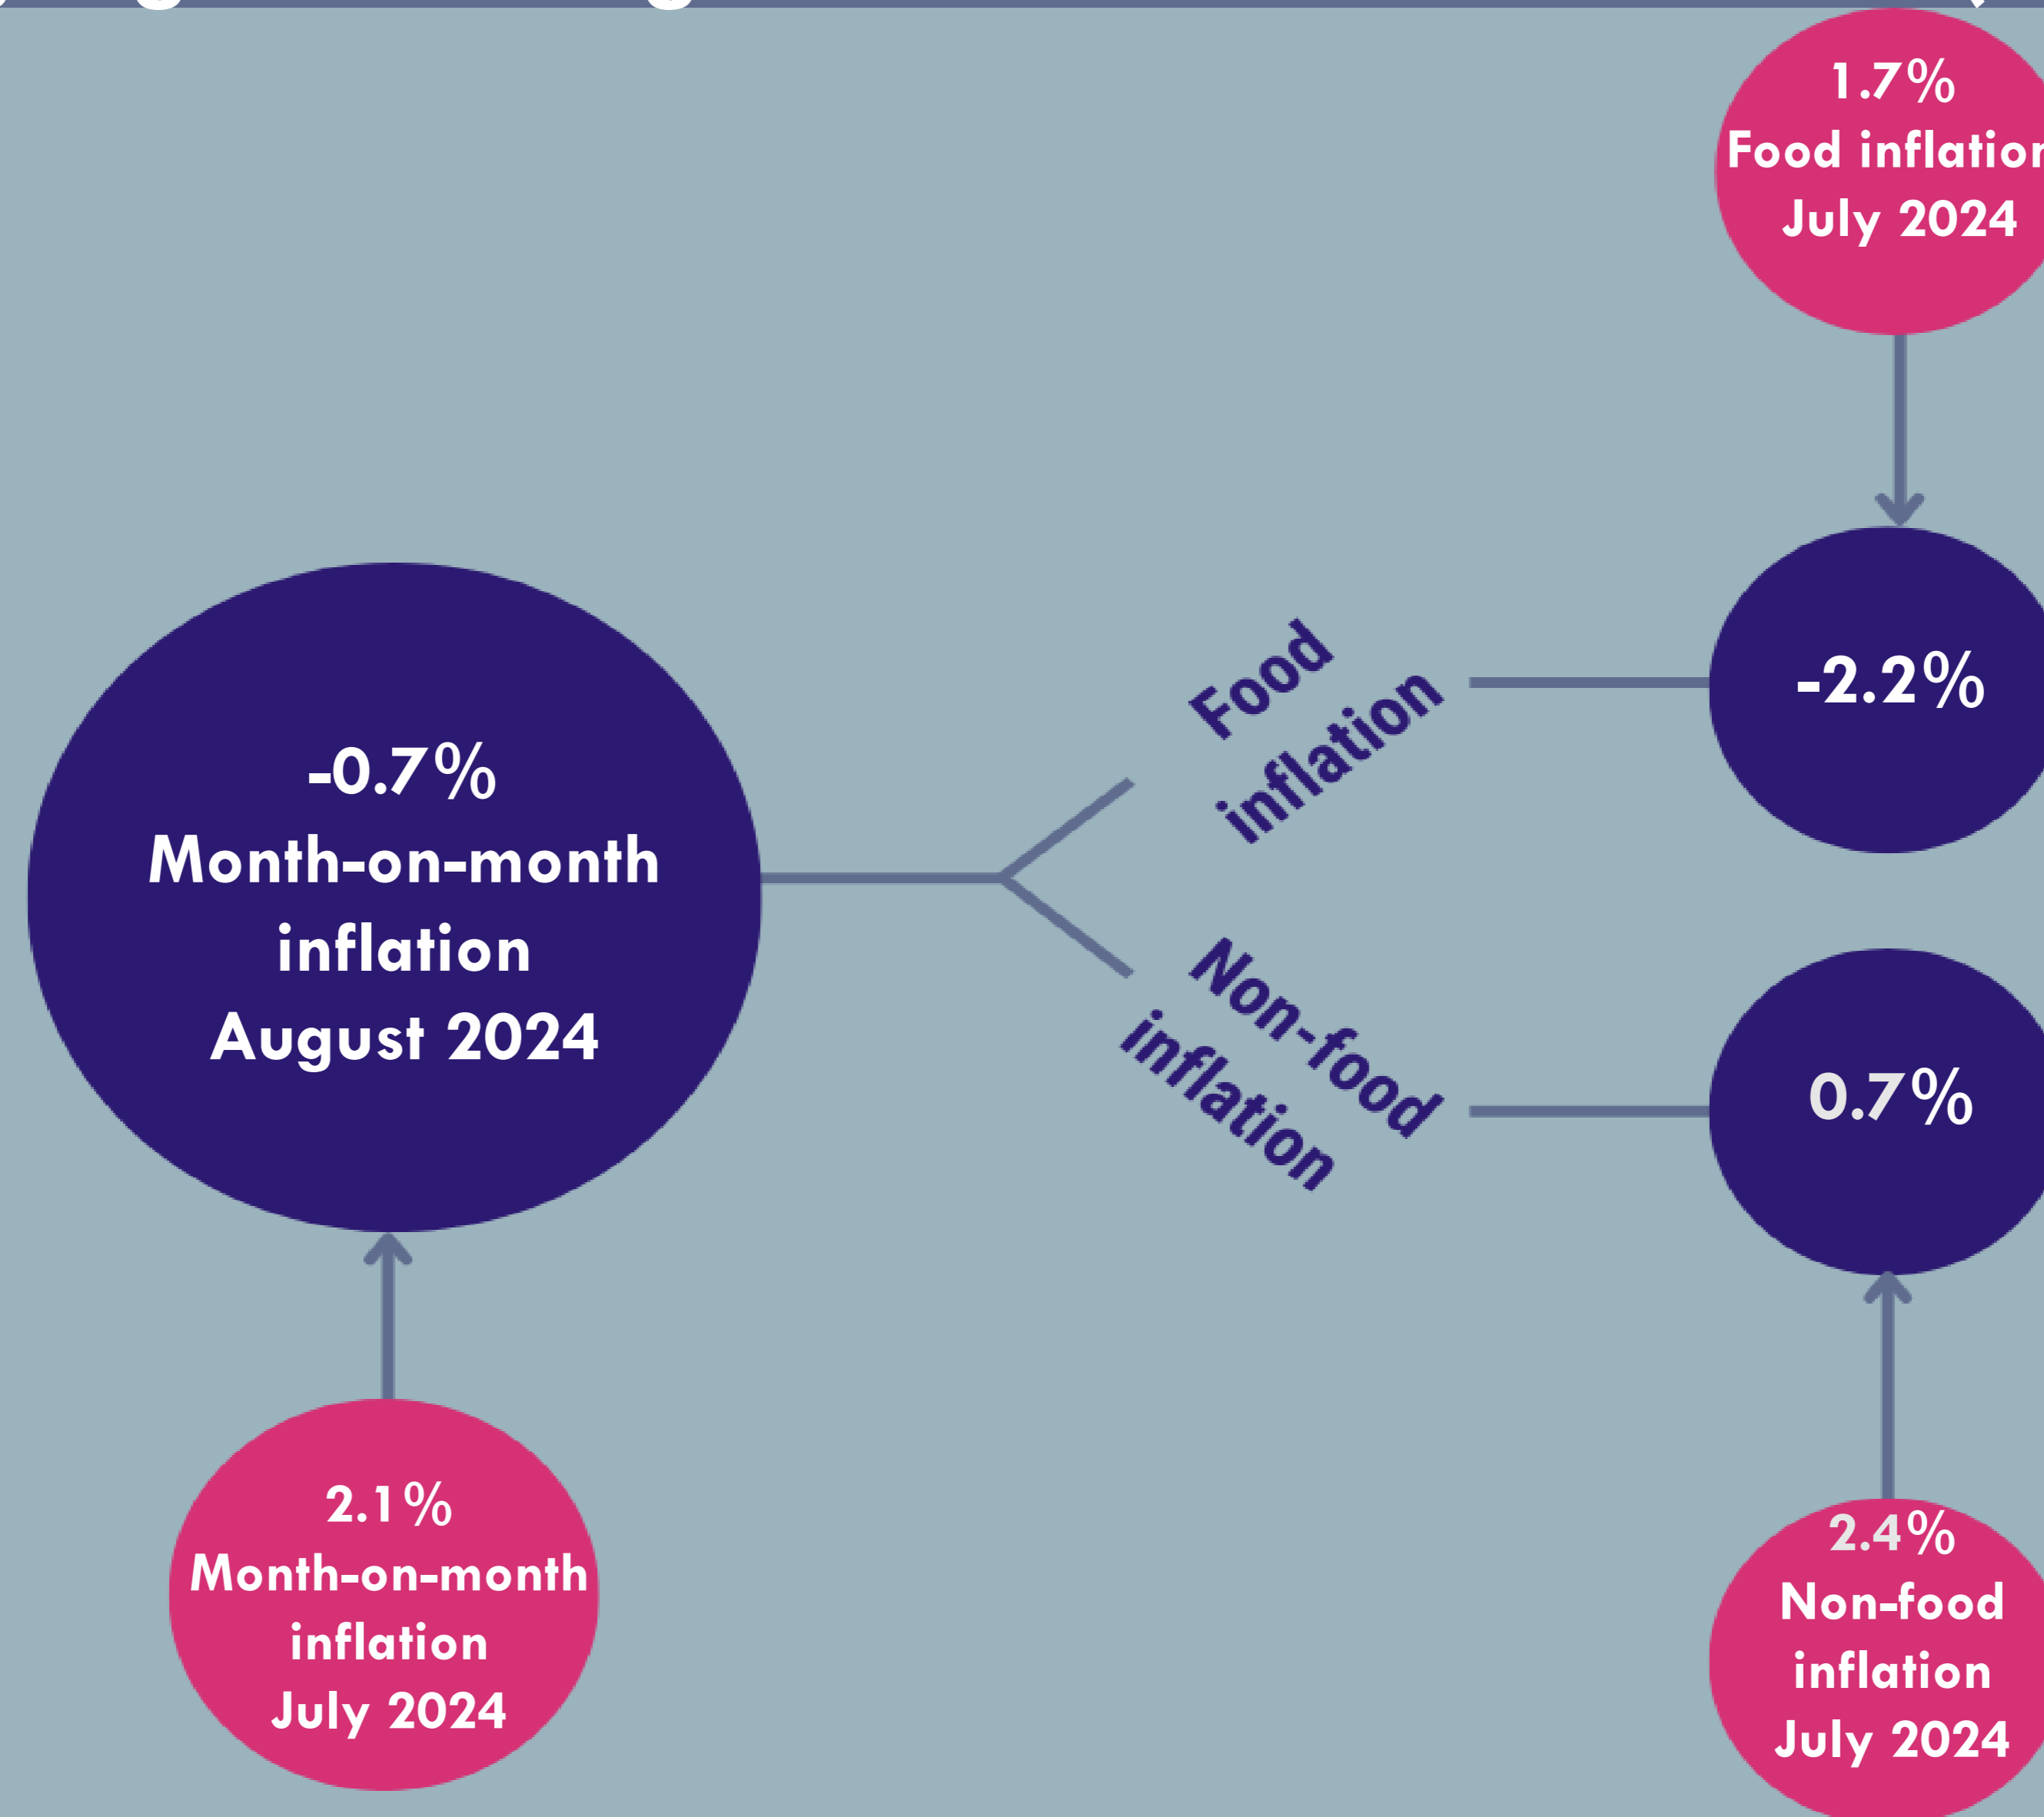 1.7%
Food inflation
July 2024
-2.2%
Food
inflation
-0.7%
Month-on-month
inflation
August 2024
Non-food
inflation
0.7%
2.1%
Month-on-month
inflation
July 2024
2.4%
Non-food
inflation
July 2024